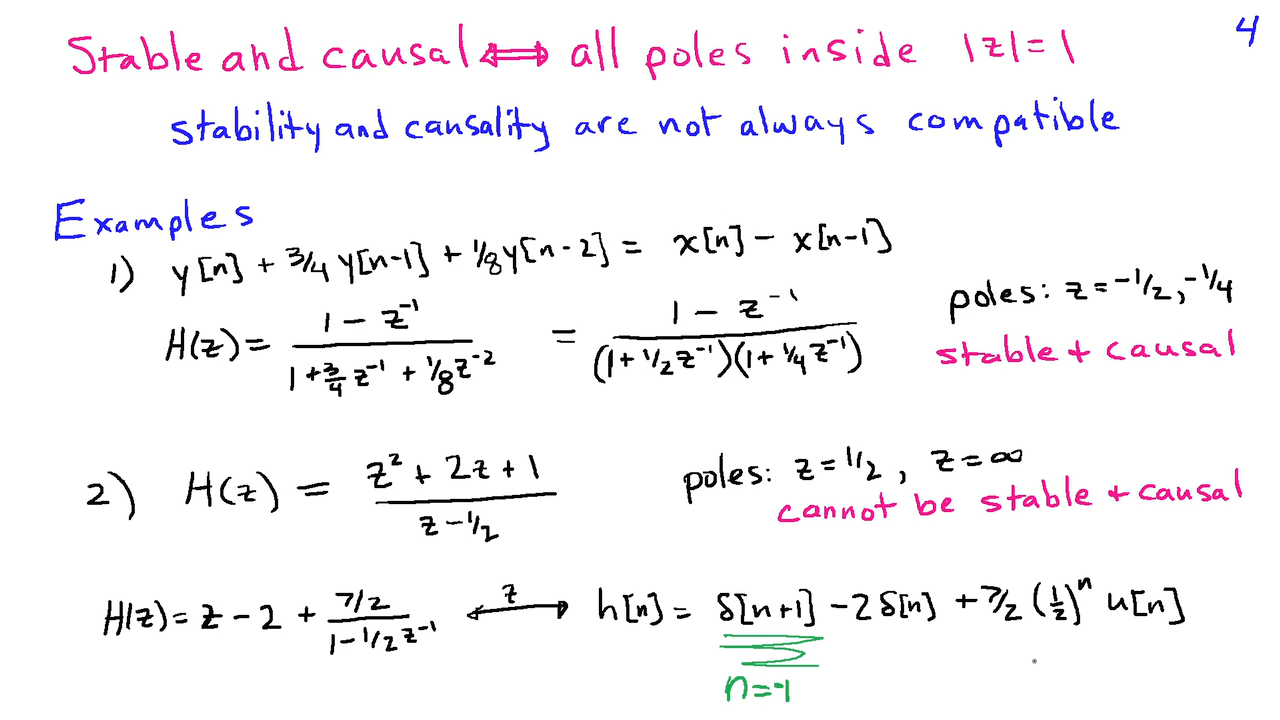 4
Stable and causal ⟺ all poles inside |z| = 1
stability and causality are not always compatible
Examples
1) y[n] + 3/4 y[n-1] + 1/8 y[n-2] = x[n] - x[n-1]
H(z) = (1 - z^-1)/(1 + 3/4 z^-1 + 1/8 z^-2) = (1 - z^-1)/((1 + 1/2 z^-1)(1 + 1/4 z^-1))
poles: z = -1/2, -1/4
stable + causal
2) H(z) = (z^2 + 2z + 1)/(z - 1/2)
poles: z = 1/2, z = ∞
cannot be stable + causal
H(z) = z - 2 + (7/2)/(1 - 1/2 z^-1) ⟷ z h[n] = δ[n+1] - 2δ[n] + 7/2 (1/2)^n u[n]
n = -1